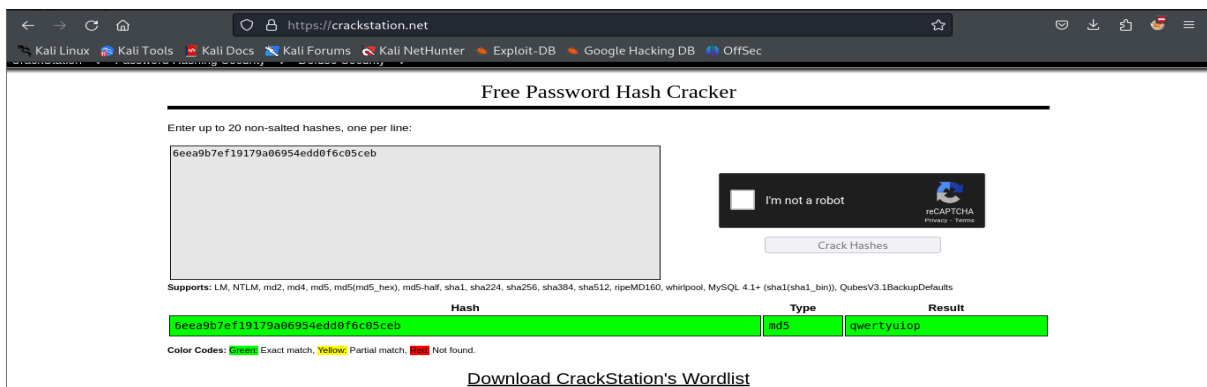 https://crackstation.net
Kali Linux Kali Tools Kali Docs Kali Forums Kali NetHunter Exploit-DB Google Hacking DB OffSec
Free Password Hash Cracker
Enter up to 20 non-salted hashes, one per line:
6eea9b7ef19179a06954edd0f6c05ceb
I'm not a robot
reCAPTCHA
Privacy - Terms
Crack Hashes
Supports: LM, NTLM, md2, md4, md5, md5(md5_hex), md5-half, sha1, sha224, sha256, sha384, sha512, ripeMD160, whirlpool, MySQL 4.1+ (sha1(sha1_bin)), QubesV3.1BackupDefaults
Hash Type Result
6eea9b7ef19179a06954edd0f6c05ceb md5 qwertyuiop
Color Codes: Green: Exact match, Yellow: Partial match, Red: Not found.
Download CrackStation's Wordlist